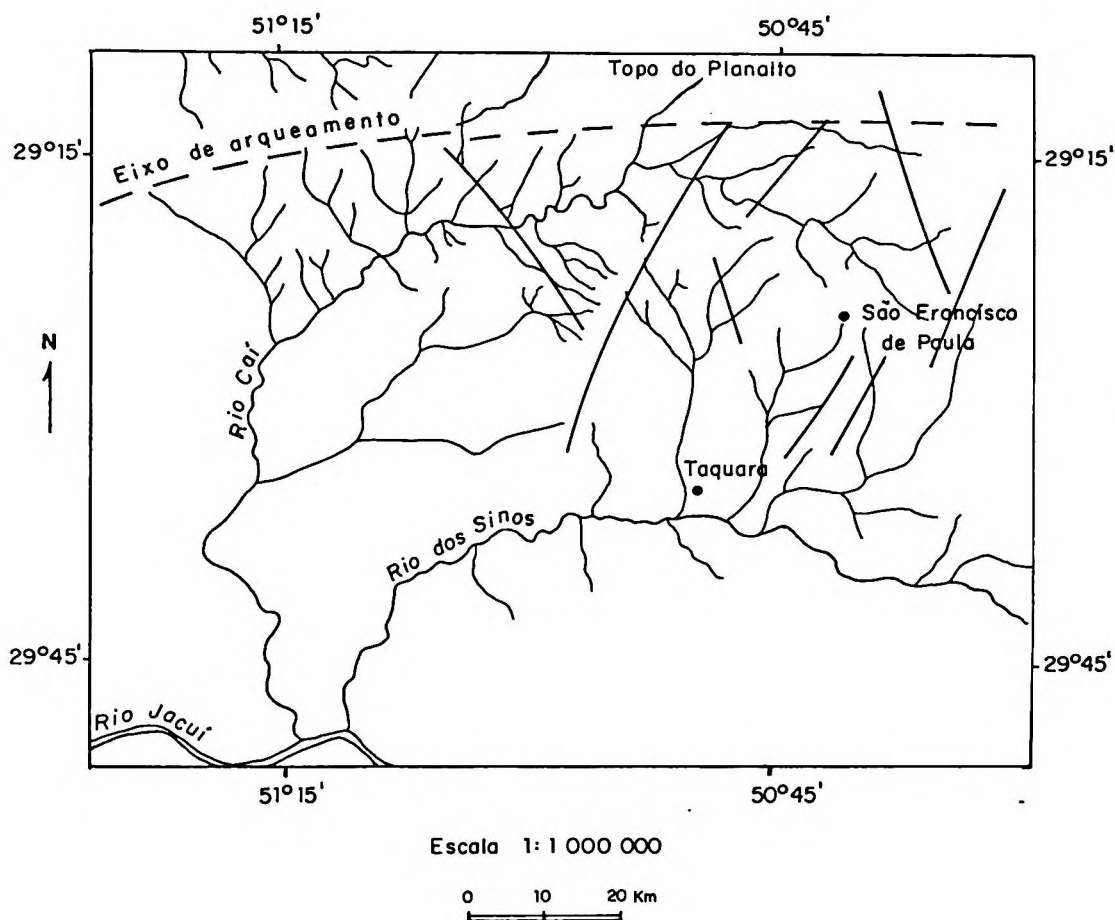 51°15'
50°45'
Topo do Planalto
Eixo de arqueamento
29°15'
29°15'
São Erancísco
de Paula
N
Rio Caí
Taquara
Rio dos Sinos
29°45'
29°45'
Rio Jacuí
51°15'
50°45'
Escala 1: 1 000 000
0 10 20 Km